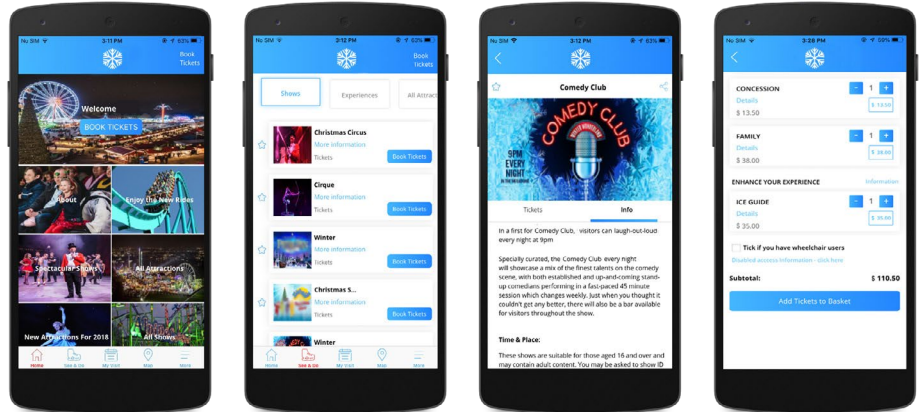 No SIM 3:11 PM 63%
Book
Tickets
Welcome
BOOK TICKETS
About
Enjoy the New Rides
Spectacular Shows
All Attractions
New Attractions For 2018
All Shows
Home
See & Do
My Visit
Map
More
No SIM 3:12 PM 63%
Book
Tickets
Shows
Experiences
All Attract
Christmas Circus
More information
Tickets
Book Tickets
Cirque
More information
Tickets
Book Tickets
Winter
More information
Tickets
Book Tickets
Christmas S...
More information
Tickets
Book Tickets
Winter
Home
See & Do
My Visit
Map
More
No SIM 3:12 PM 63%
Comedy Club
COMEDY CLUB
9PM
EVERY
NIGHT
Tickets
Info
In a first for Comedy Club, visitors can laugh-out-loud
every night at 9pm
Specially curated, the Comedy Club every night
will showcase a mix of the finest talents on the comedy
scene, with both established and up-and-coming stand-
up comedians performing in a fast-paced 45 minute
session which changes weekly. Just when you thought it
couldn't get any better, there will also be a bar available
for visitors throughout the show.
Time & Place:
These shows are suitable for those aged 16 and over and
may contain adult content. You may be asked to show ID
No SIM 3:28 PM 59%
CONCESSION
- 1 +
Details
$ 13.50
$ 13.50
FAMILY
- 1 +
Details
$ 38.00
$ 38.00
ENHANCE YOUR EXPERIENCE
Information
ICE GUIDE
- 1 +
Details
$ 35.00
$ 35.00
Tick if you have wheelchair users
Disabled access information - click here
Subtotal:
$ 110.50
Add Tickets to Basket